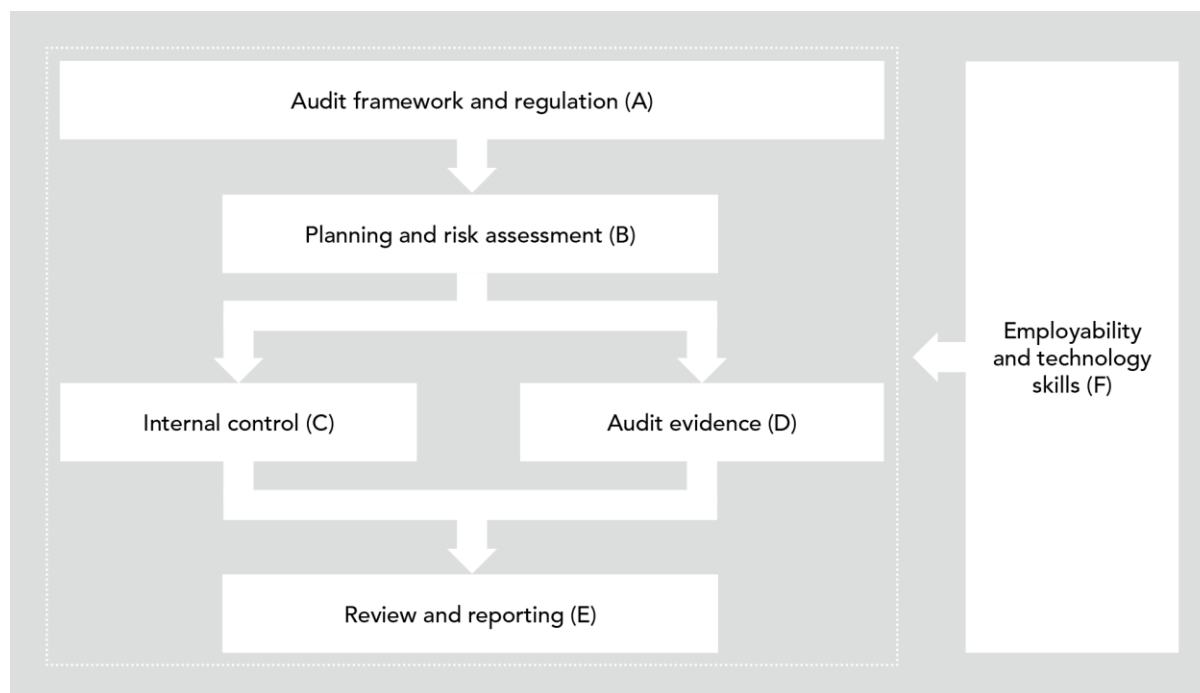 Audit framework and regulation (A)
Planning and risk assessment (B)
Internal control (C)
Audit evidence (D)
Review and reporting (E)
Employability
and technology
skills (F)